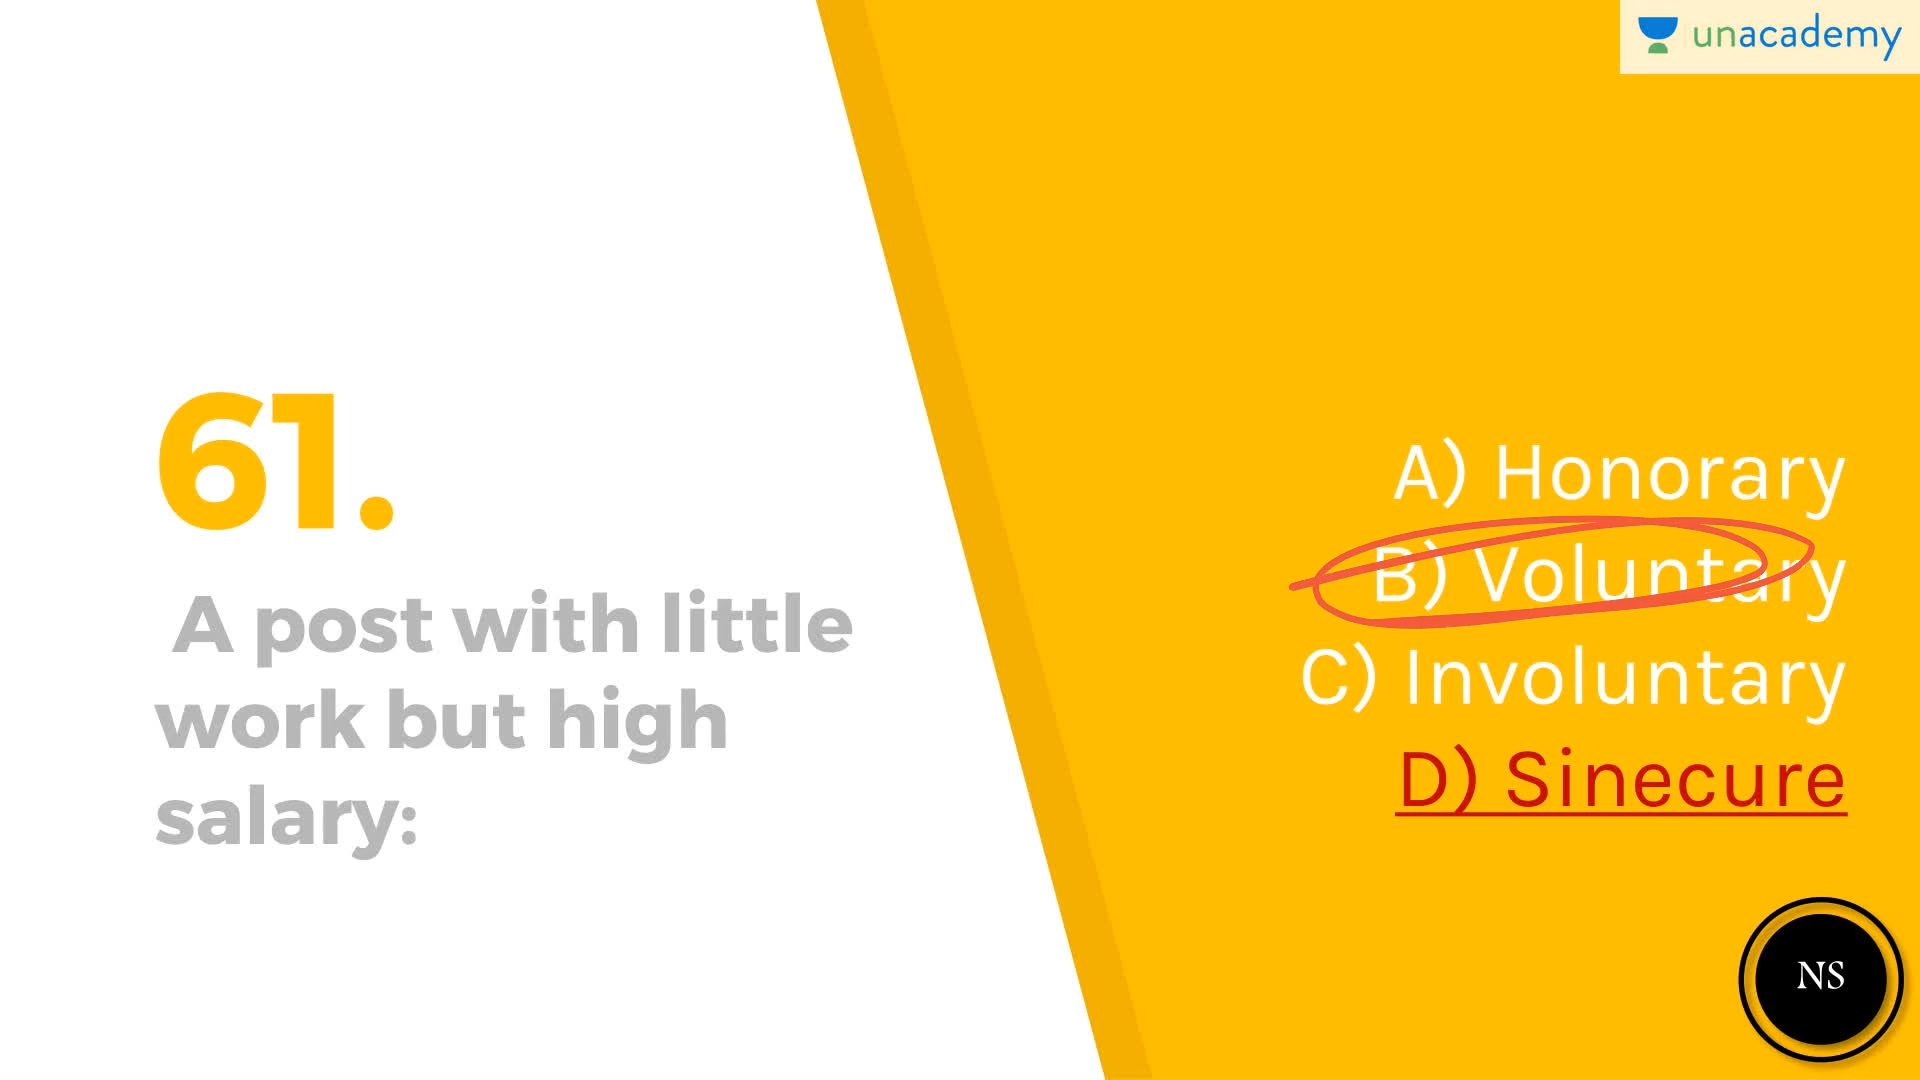 unacademy
61.
A post with little
work but high
salary:
A) Honorary
B) Voluntary
C) Involuntary
D) Sinecure
NS